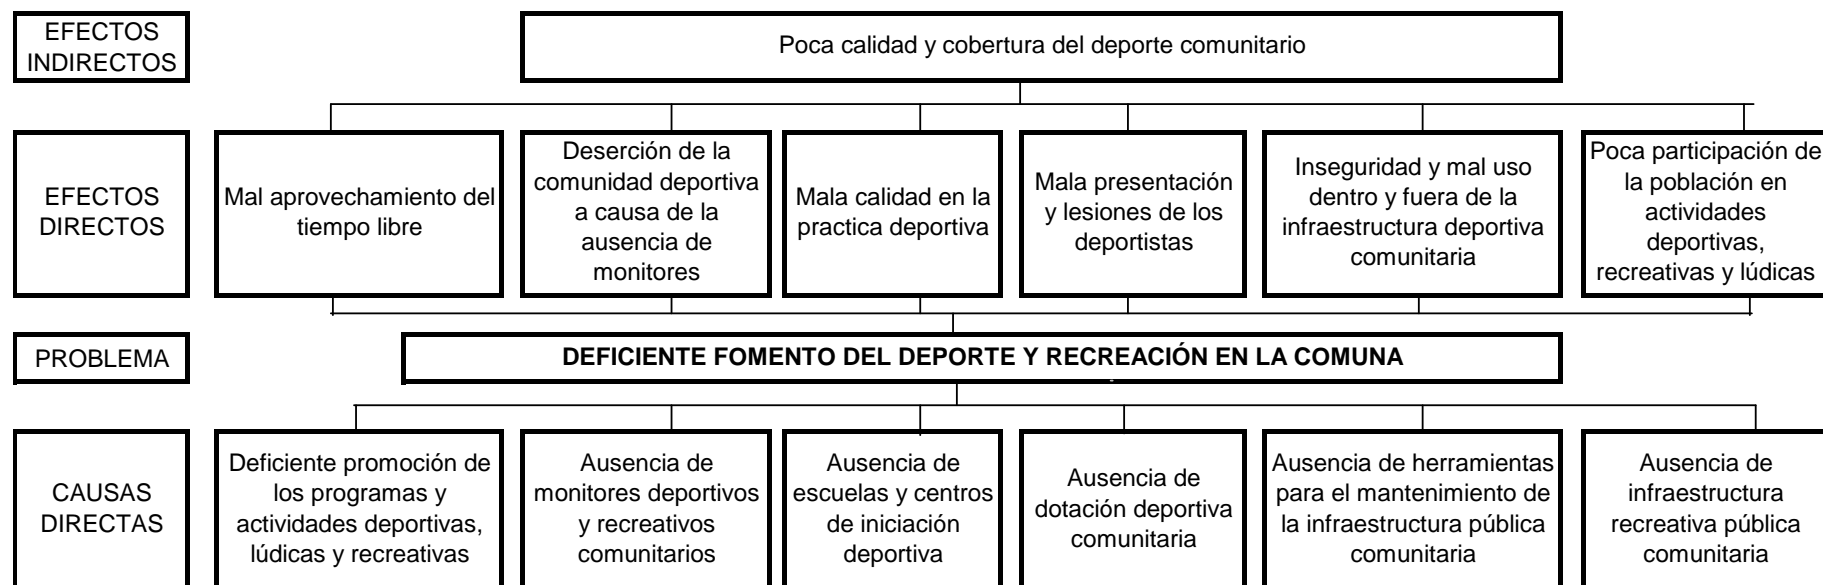 EFECTOS
INDIRECTOS
Poca calidad y cobertura del deporte comunitario
EFECTOS
DIRECTOS
Mal aprovechamiento del
tiempo libre
Deserción de la
comunidad deportiva
a causa de la
ausencia de
monitores
Mala calidad en la
practica deportiva
Mala presentación
y lesiones de los
deportistas
Inseguridad y mal uso
dentro y fuera de la
infraestructura deportiva
comunitaria
Poca participación de
la población en
actividades
deportivas,
recreativas y lúdicas
PROBLEMA
DEFICIENTE FOMENTO DEL DEPORTE Y RECREACIÓN EN LA COMUNA
CAUSAS
DIRECTAS
Deficiente promoción de
los programas y
actividades deportivas,
lúdicas y recreativas
Ausencia de
monitores deportivos
y recreativos
comunitarios
Ausencia de
escuelas y centros
de iniciación
deportiva
Ausencia de
dotación deportiva
comunitaria
Ausencia de herramientas
para el mantenimiento de
la infraestructura pública
comunitaria
Ausencia de
infraestructura
recreativa pública
comunitaria